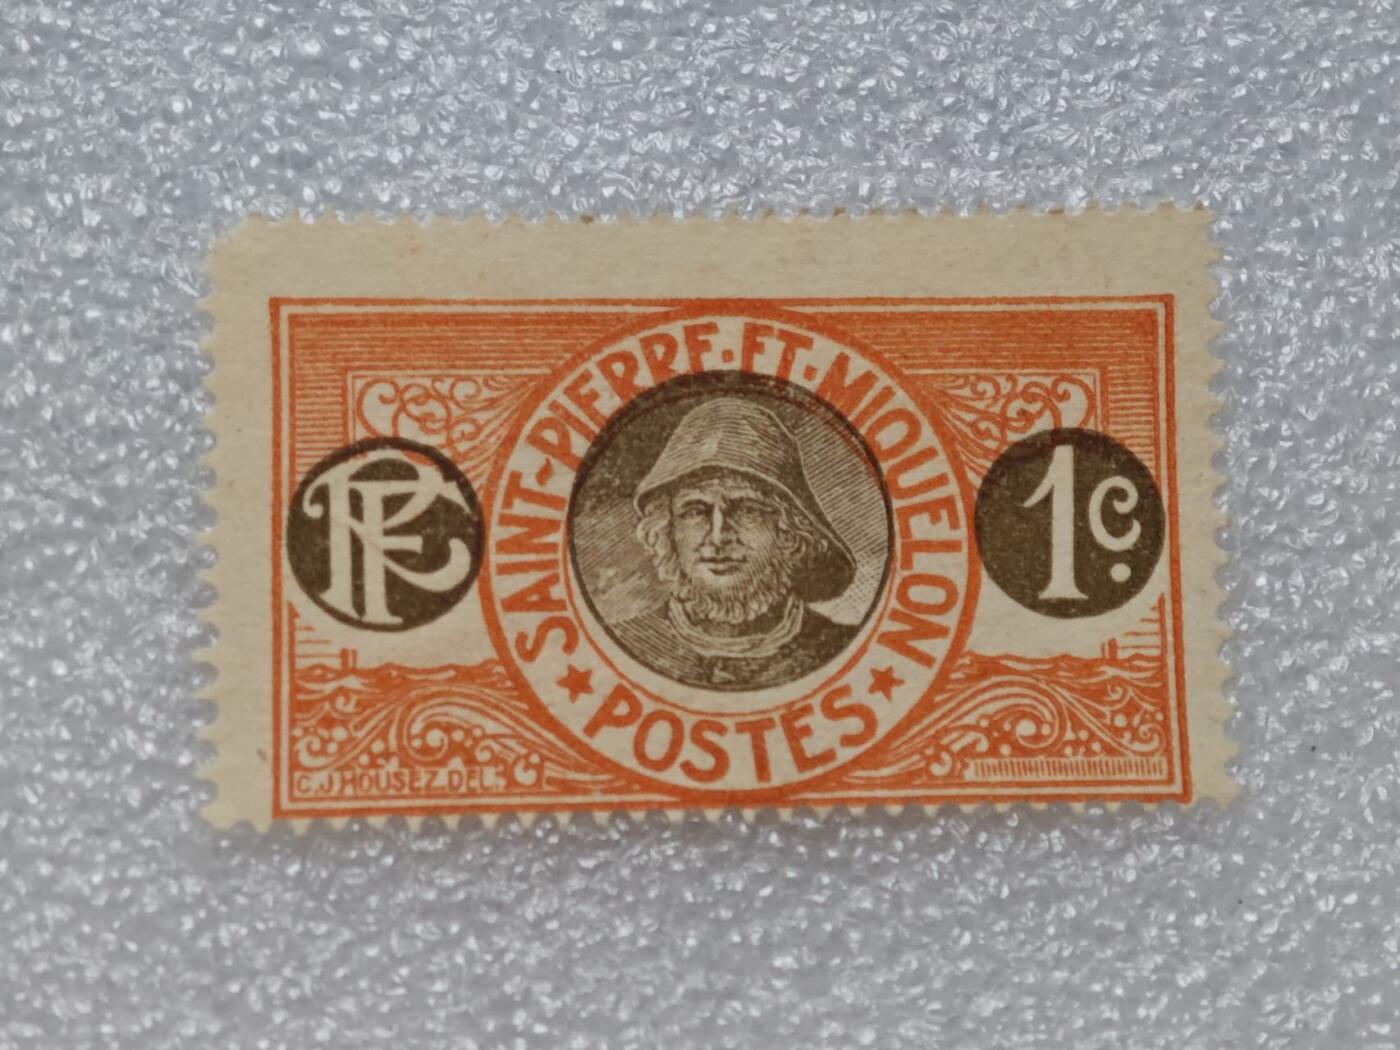 SAINT-PIERRE.ET.MIQUELON
RF
1c.
POSTES
C.J.HOUSEZ.DEL.